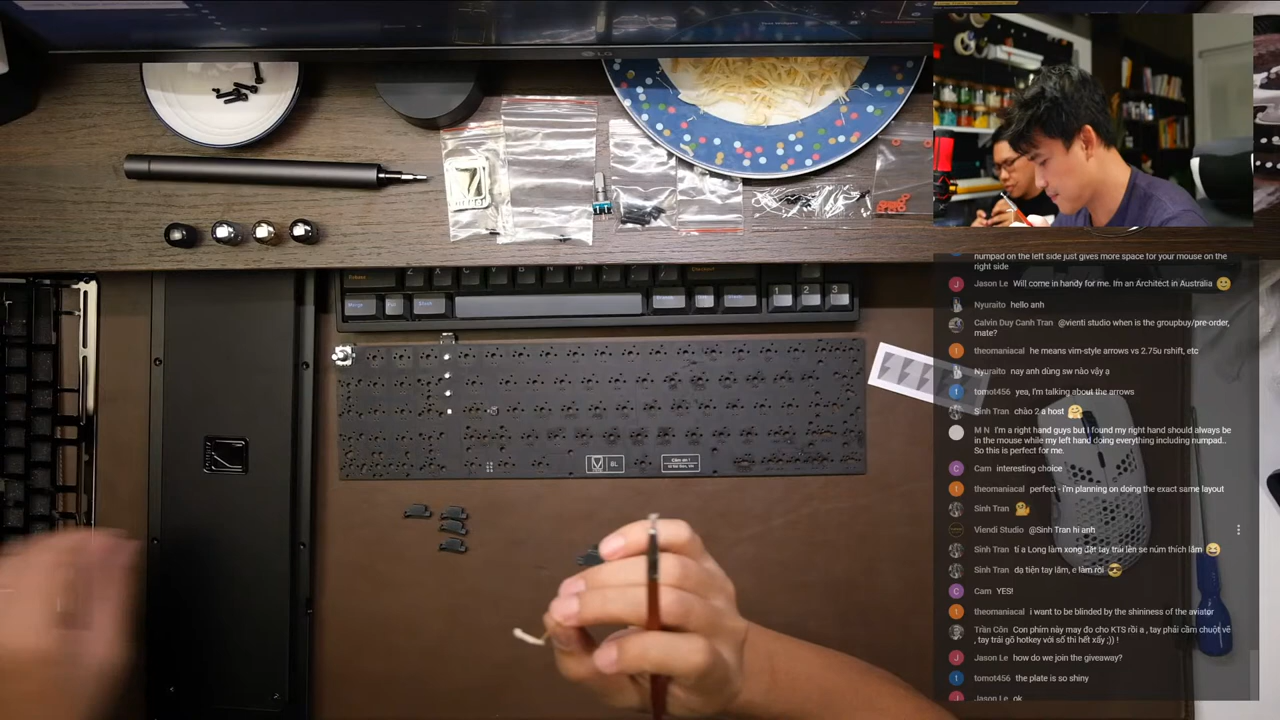 LG
numpad on the left side just gives more space for your mouse on the
right side
Jason Le Will come in handy for me. Im an Architect in Australia
Nyuraito hello anh
Calvin Duy Canh Tran @vienti studio when is the groupbuy/pre-order,
mate?
theomaniacal he means vim-style arrows vs 2.75u rshift, etc
Nyuraito nay anh dùng sw nào vậy ạ
tomot456 yea, I'm talking about the arrows
Sinh Tran chào 2 a host
M N I'm a right hand guys but I found my right hand should always be
in the mouse while my left hand doing everything including numpad..
So this is perfect for me.
Cam interesting choice
theomaniacal perfect - i'm planning on doing the exact same layout
Sinh Tran
Viendi Studio @Sinh Tran hi anh
Sinh Tran tí a Long làm xong đặt tay trái lên se núm thích lắm
Sinh Tran dạ tiện tay lắm, e làm rồi
Cam YES!
theomaniacal i want to be blinded by the shininess of the aviator
Trần Côn Con phím này may đo cho KTS rồi a , tay phải cầm chuột vẽ
, tay trái gõ hotkey với số thì hết xẩy ;)) !
Jason Le how do we join the giveaway?
tomot456 the plate is so shiny
Jason Le ok
Z X C V B N M
1 2 3
8L